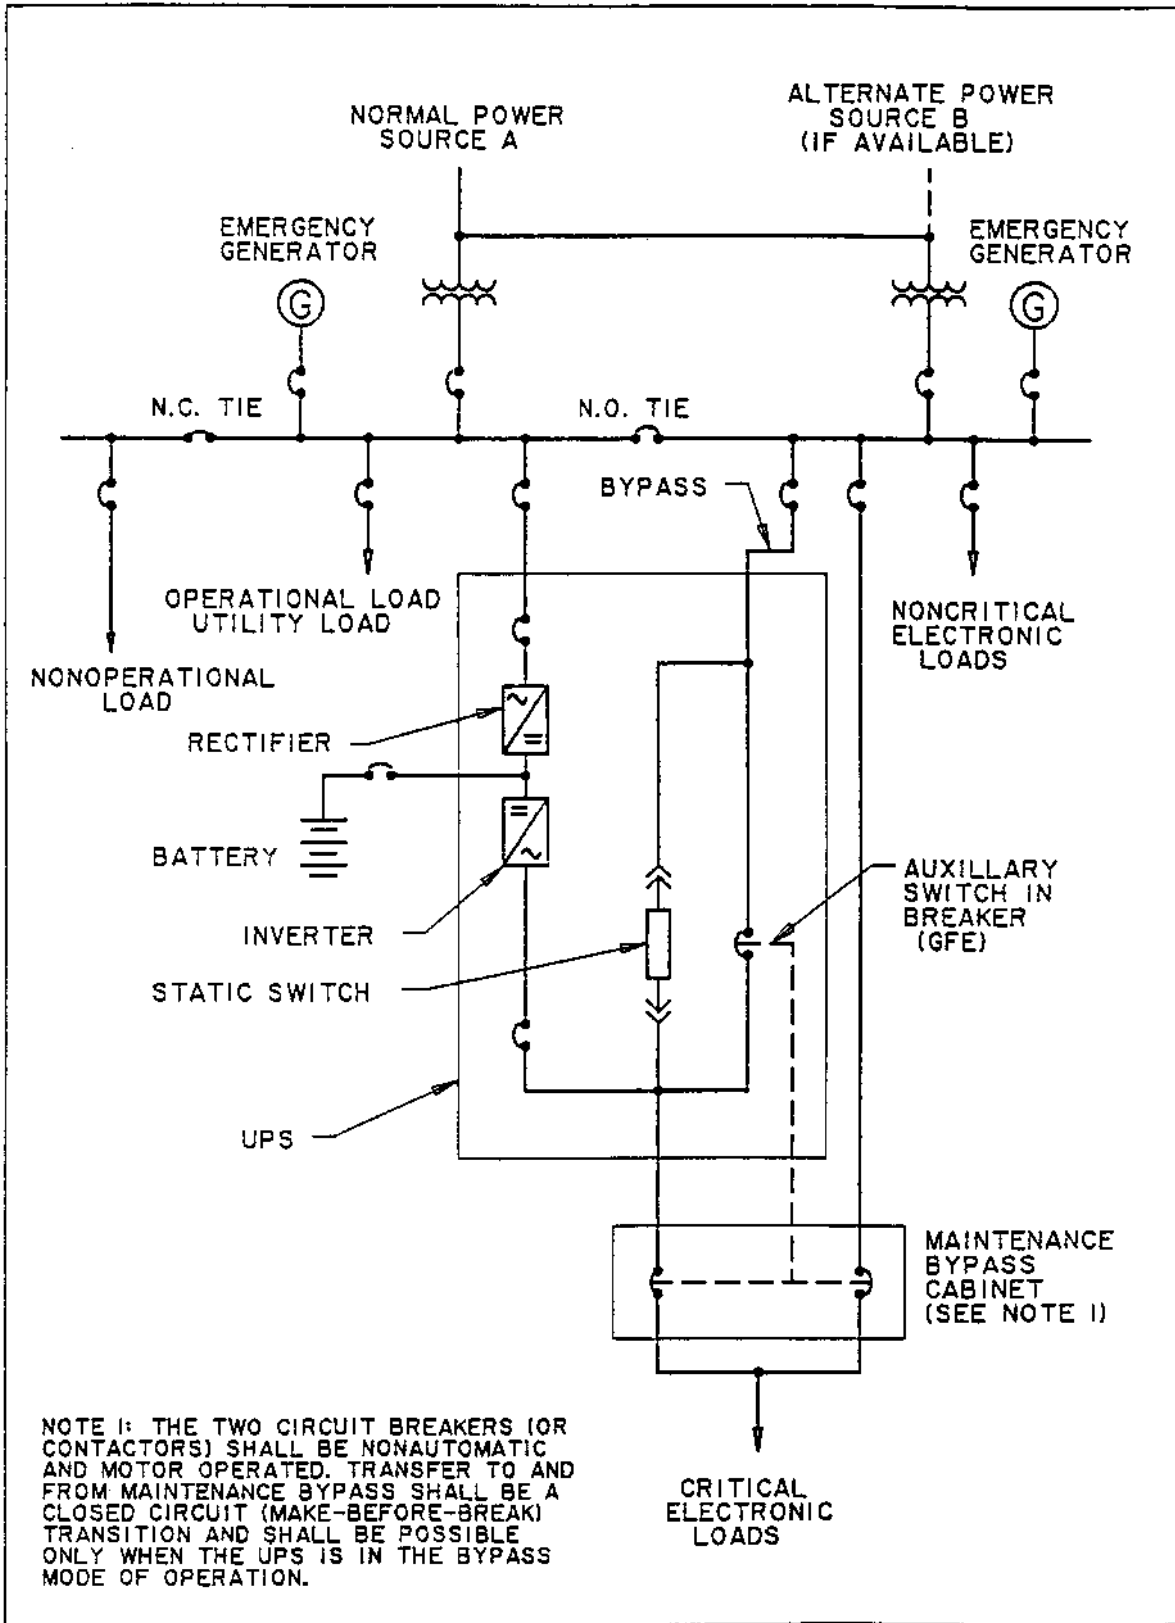 NORMAL POWER
SOURCE A
ALTERNATE POWER
SOURCE B
(IF AVAILABLE)
EMERGENCY
GENERATOR
EMERGENCY
GENERATOR
G
G
N.C. TIE
N.O. TIE
BYPASS
OPERATIONAL LOAD
UTILITY LOAD
NONCRITICAL
ELECTRONIC
LOADS
NONOPERATIONAL
LOAD
RECTIFIER
BATTERY
AUXILLARY
SWITCH IN
BREAKER
(GFE)
INVERTER
STATIC SWITCH
UPS
MAINTENANCE
BYPASS
CABINET
(SEE NOTE 1)
NOTE 1: THE TWO CIRCUIT BREAKERS (OR
CONTACTORS) SHALL BE NONAUTOMATIC
AND MOTOR OPERATED. TRANSFER TO AND
FROM MAINTENANCE BYPASS SHALL BE A
CLOSED CIRCUIT (MAKE-BEFORE-BREAK)
TRANSITION AND SHALL BE POSSIBLE
ONLY WHEN THE UPS IS IN THE BYPASS
MODE OF OPERATION.
CRITICAL
ELECTRONIC
LOADS